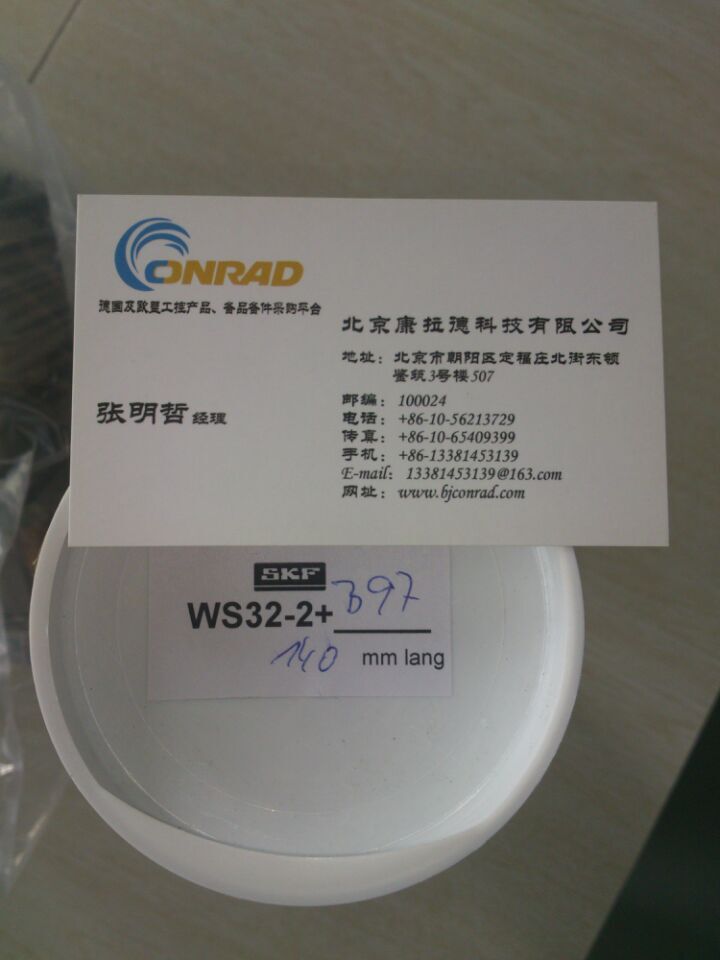 CONRAD
德国及欧盟工控产品、备品备件采购平台
张明哲 经理
北京康拉德科技有限公司
地址：北京市朝阳区定福庄北街东领
鉴筑3号楼507
邮编：100024
电话：+86-10-56213729
传真：+86-10-65409399
手机：+86-13381453139
E-mail：13381453139@163.com
网址：www.bjconrad.com
SKF
WS32-2+ B97
140 mm lang